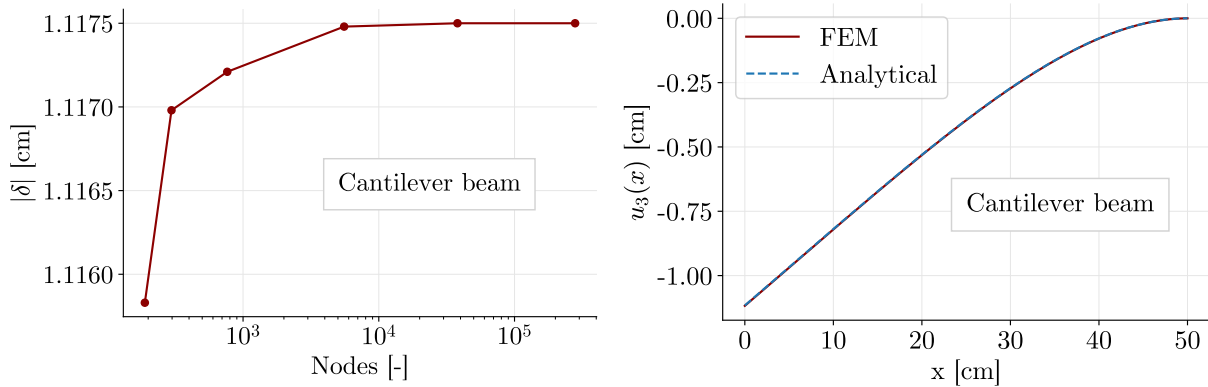 1.1175
1.1170
1.1165
1.1160
|δ| [cm]
Cantilever beam
10³
10⁴
10⁵
Nodes [-]
0.00
-0.25
-0.50
-0.75
-1.00
u₃(x) [cm]
FEM
Analytical
Cantilever beam
0
10
20
30
40
50
x [cm]